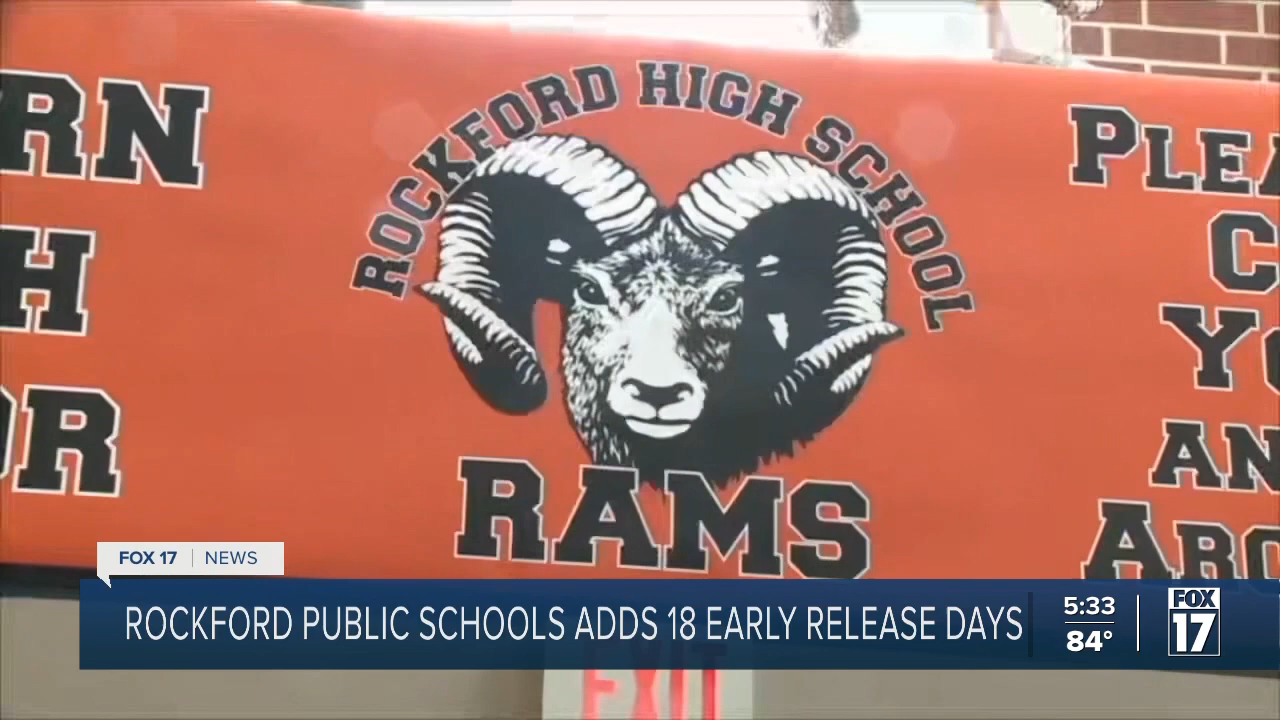 ROCKFORD HIGH SCHOOL
RAMS
RN
H
OR
PLEA
C
YO
AN
ARO
FOX 17 | NEWS
ROCKFORD PUBLIC SCHOOLS ADDS 18 EARLY RELEASE DAYS
5:33
84°
FOX
17
EXIT